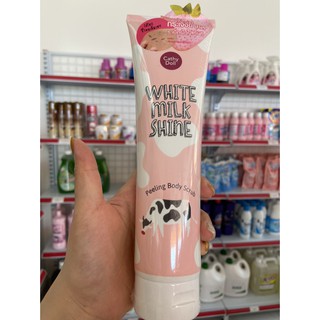 Cathy
Doll
WHITE
MILK
SHINE
Peeling Body Scrub